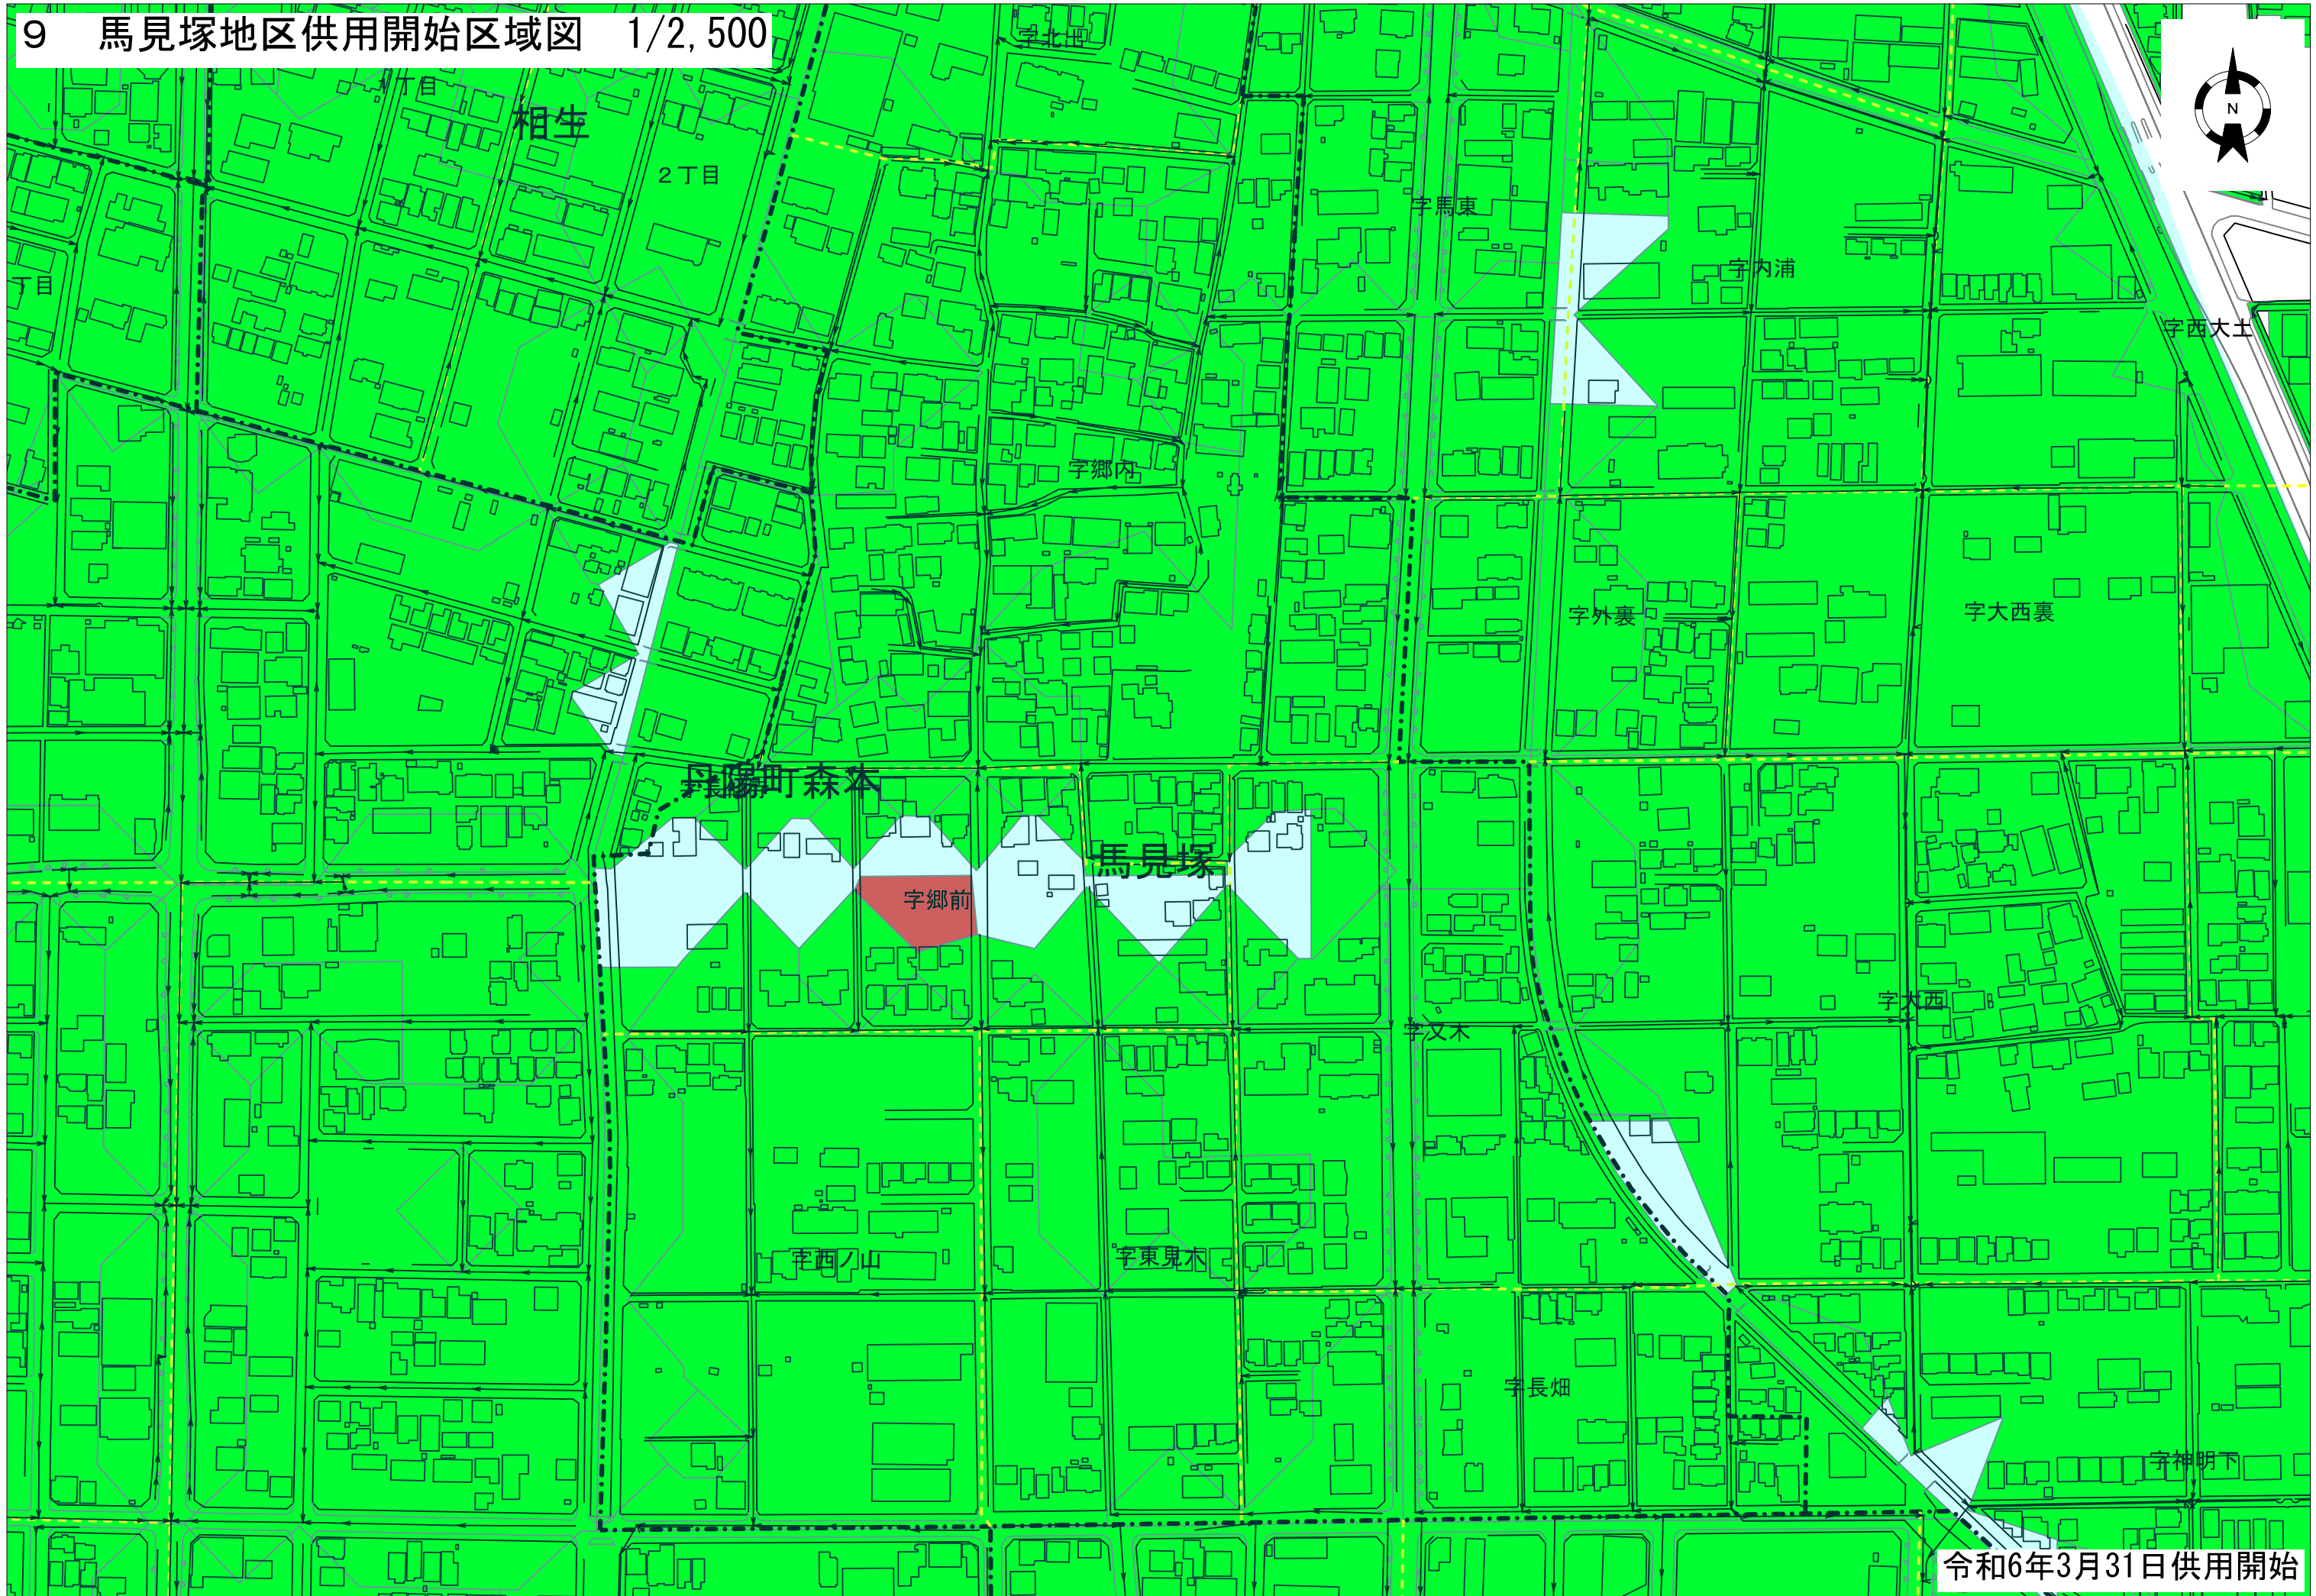 ９　馬見塚地区供用開始区域図　1/2,500
N
字北出
1丁目
相生
2丁目
字馬東
字内浦
丁目
字西大土
字郷内
字外裏
字大西裏
丹陽町森本
馬見塚
字郷前
字大西
字又木
字西ノ山
字東見木
字長畑
字神明下
令和6年3月31日供用開始